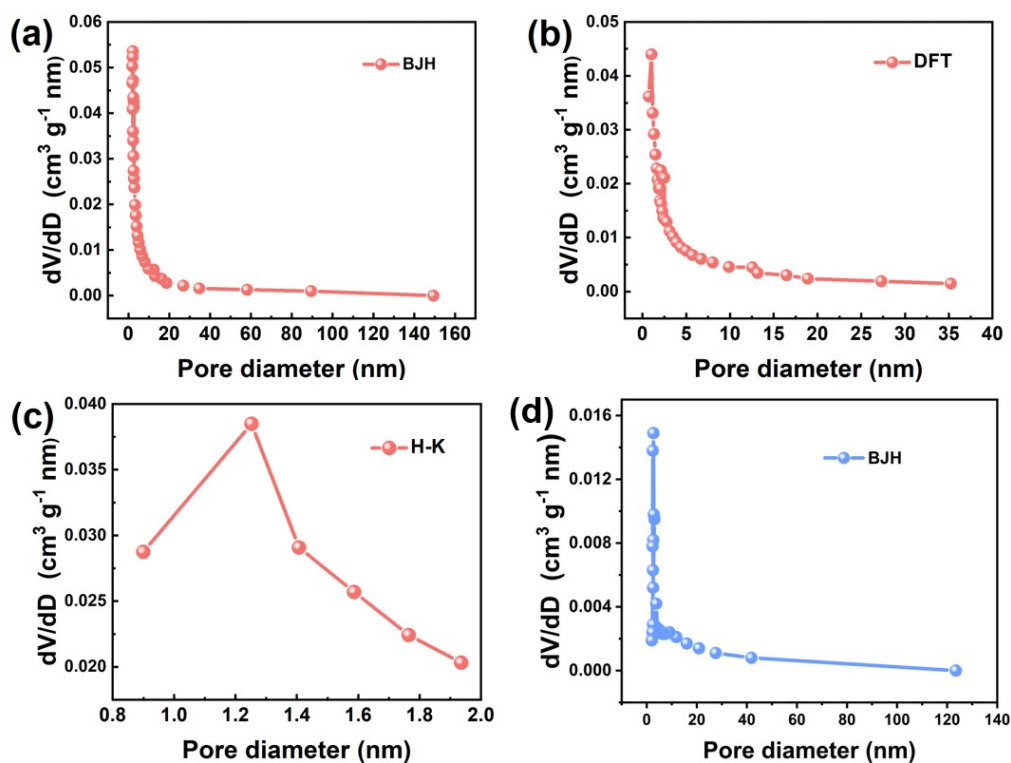 (a)
BJH
dV/dD (cm³ g⁻¹ nm)
0.06
0.05
0.04
0.03
0.02
0.01
0.00
0 20 40 60 80 100 120 140 160
Pore diameter (nm)
(b)
DFT
dV/dD (cm³ g⁻¹ nm)
0.05
0.04
0.03
0.02
0.01
0.00
0 5 10 15 20 25 30 35 40
Pore diameter (nm)
(c)
H-K
dV/dD (cm³ g⁻¹ nm)
0.040
0.035
0.030
0.025
0.020
0.8 1.0 1.2 1.4 1.6 1.8 2.0
Pore diameter (nm)
(d)
BJH
dV/dD (cm³ g⁻¹ nm)
0.016
0.012
0.008
0.004
0.000
0 20 40 60 80 100 120 140
Pore diameter (nm)